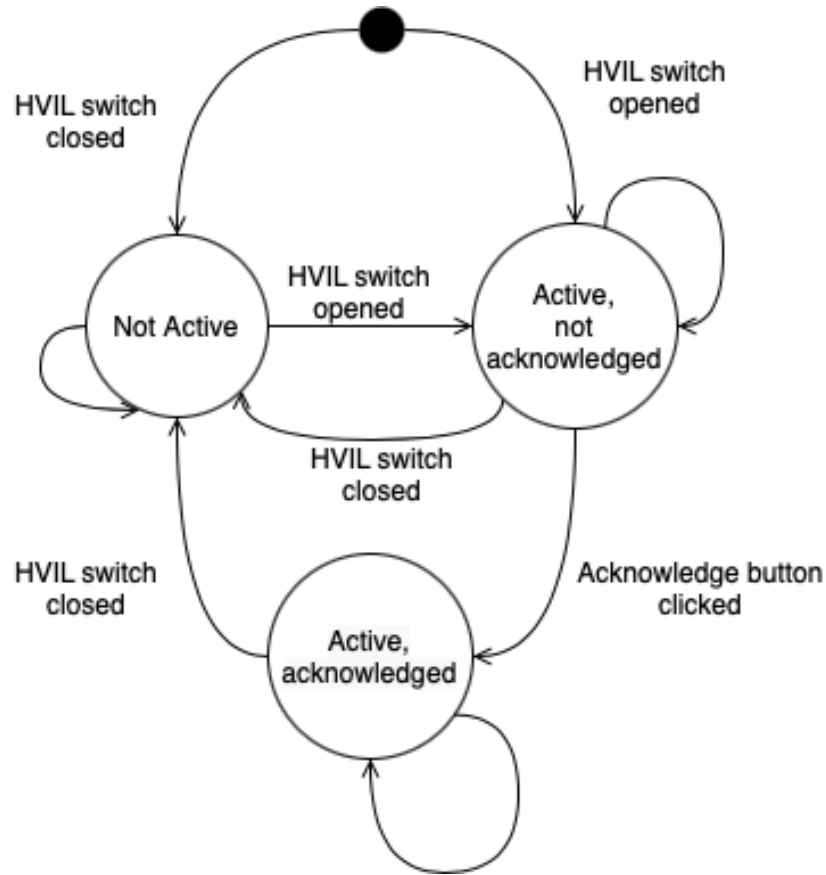 HVIL switch
closed
HVIL switch
opened
Not Active
HVIL switch
opened
Active,
not
acknowledged
HVIL switch
closed
HVIL switch
closed
Active,
acknowledged
Acknowledge button
clicked